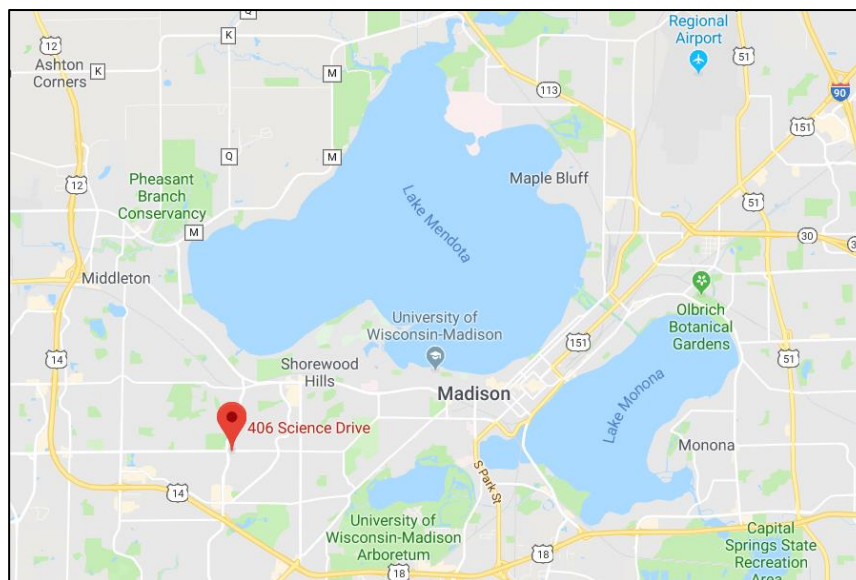 12
K
Ashton
Corners
K
Q
M
Regional
Airport
51
113
90
151
Q
M
12
Pheasant
Branch
Conservancy
M
Lake Mendota
Maple Bluff
51
30
Middleton
University of
Wisconsin-Madison
Olbrich
Botanical
Gardens
151
14
Shorewood
Hills
51
Madison
406 Science Drive
Lake Monona
Monona
14
S Park St
University of
Wisconsin-Madison
Arboretum
18
18
Capital
Springs State
Recreation
Area